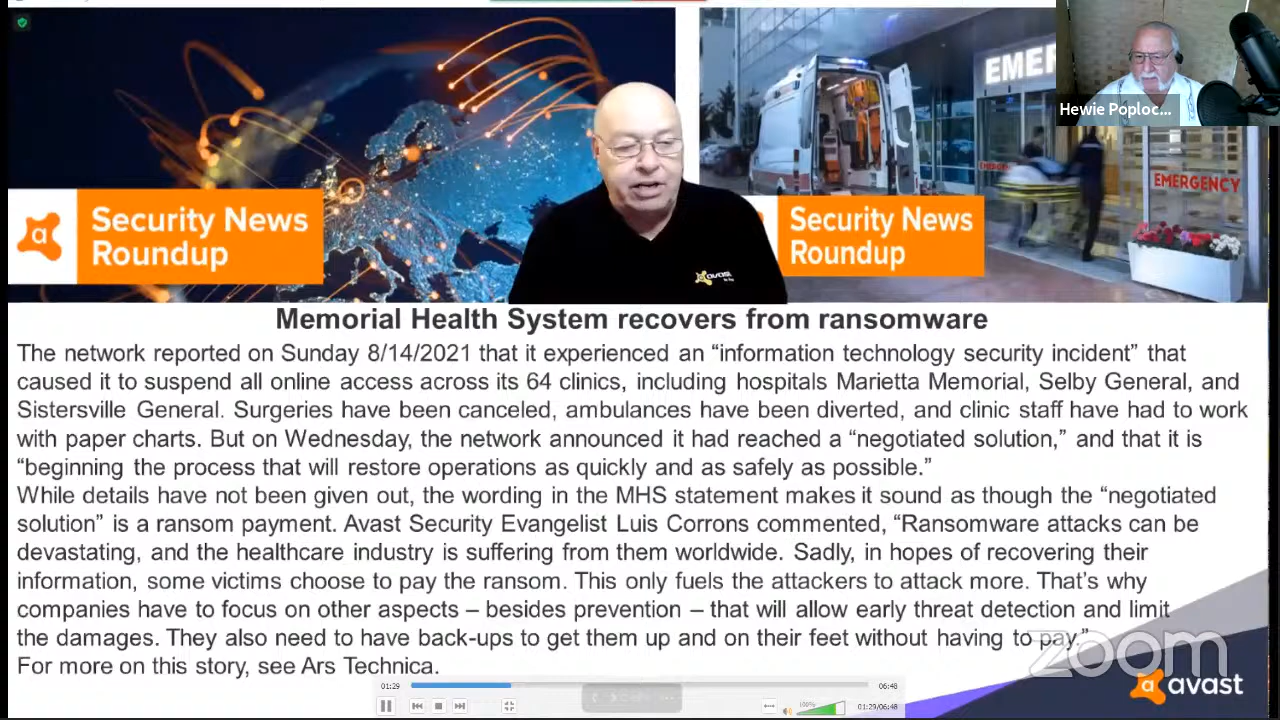 EMER
Hewie Poploc...
EMERGENCY
Security News
Roundup
a
avast
Security News
Roundup
Memorial Health System recovers from ransomware
The network reported on Sunday 8/14/2021 that it experienced an “information technology security incident” that
caused it to suspend all online access across its 64 clinics, including hospitals Marietta Memorial, Selby General, and
Sistersville General. Surgeries have been canceled, ambulances have been diverted, and clinic staff have had to work
with paper charts. But on Wednesday, the network announced it had reached a “negotiated solution,” and that it is
“beginning the process that will restore operations as quickly and as safely as possible.”
While details have not been given out, the wording in the MHS statement makes it sound as though the “negotiated
solution” is a ransom payment. Avast Security Evangelist Luis Corrons commented, “Ransomware attacks can be
devastating, and the healthcare industry is suffering from them worldwide. Sadly, in hopes of recovering their
information, some victims choose to pay the ransom. This only fuels the attackers to attack more. That’s why
companies have to focus on other aspects – besides prevention – that will allow early threat detection and limit
the damages. They also need to have back-ups to get them up and on their feet without having to pay.”
For more on this story, see Ars Technica.
zoom
a avast
01:29
06:48
100%
01:29/06:48